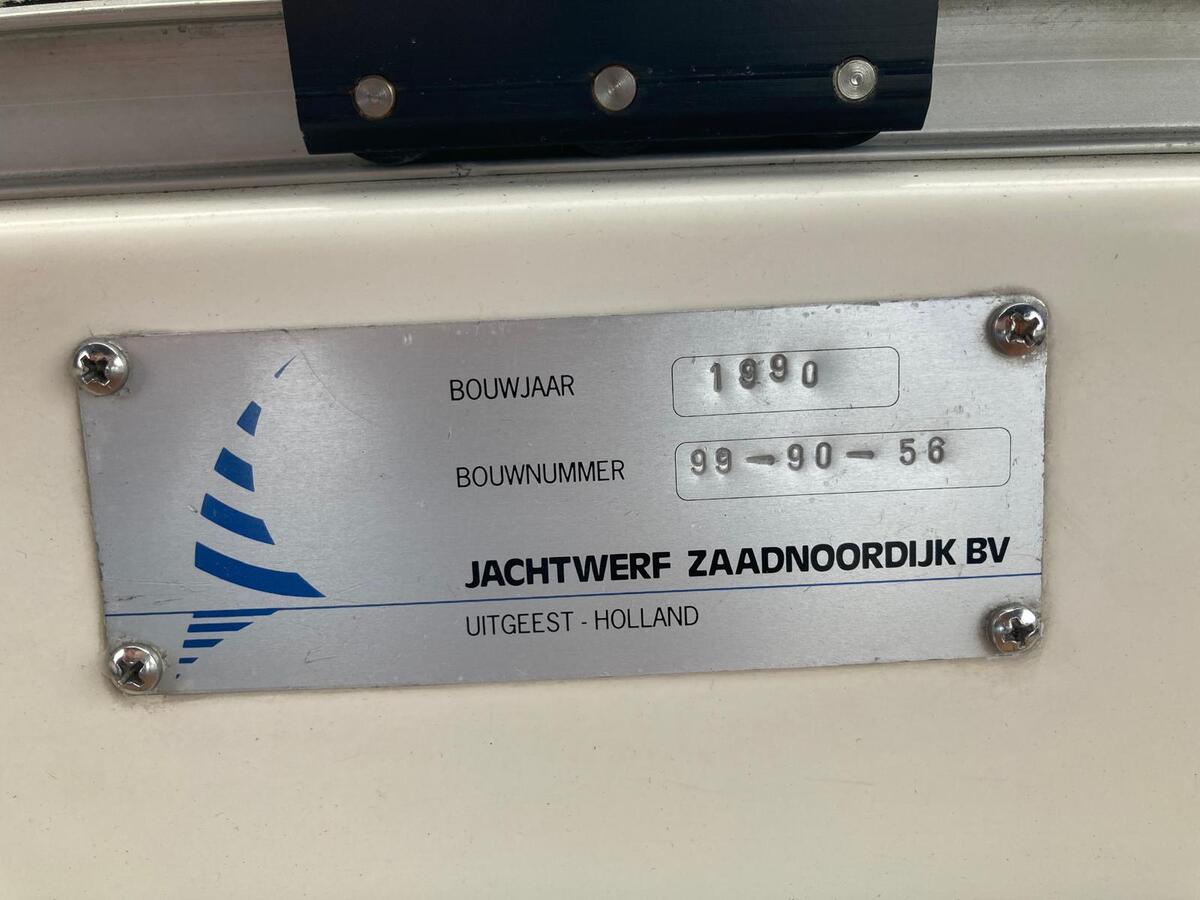 BOUWJAAR 1990
BOUWNUMMER 99-90-56
JACHTWERF ZAADNOORDIJK BV
UITGEEST - HOLLAND